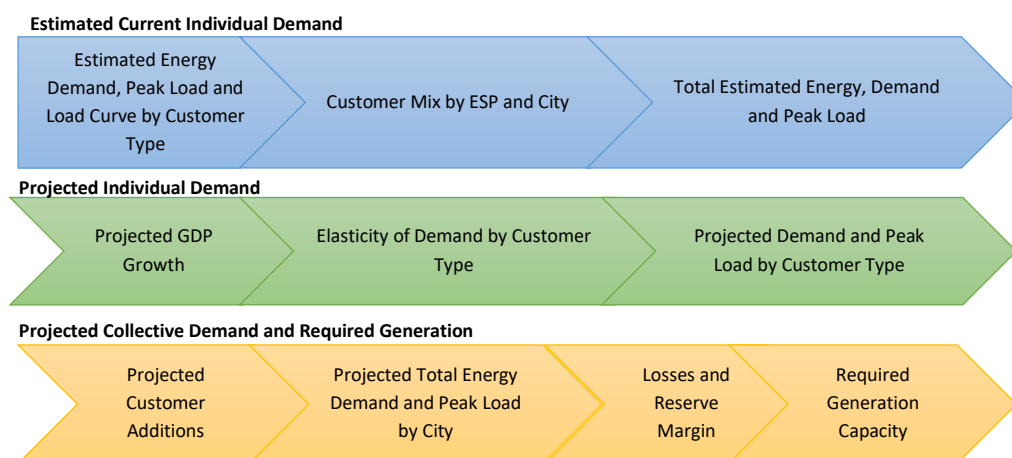 Estimated Current Individual Demand
Estimated Energy
Demand, Peak Load and
Load Curve by Customer
Type
Customer Mix by ESP and City
Total Estimated Energy, Demand
and Peak Load
Projected Individual Demand
Projected GDP
Growth
Elasticity of Demand by Customer
Type
Projected Demand and Peak
Load by Customer Type
Projected Collective Demand and Required Generation
Projected
Customer
Additions
Projected Total Energy
Demand and Peak Load
by City
Losses and
Reserve
Margin
Required
Generation
Capacity